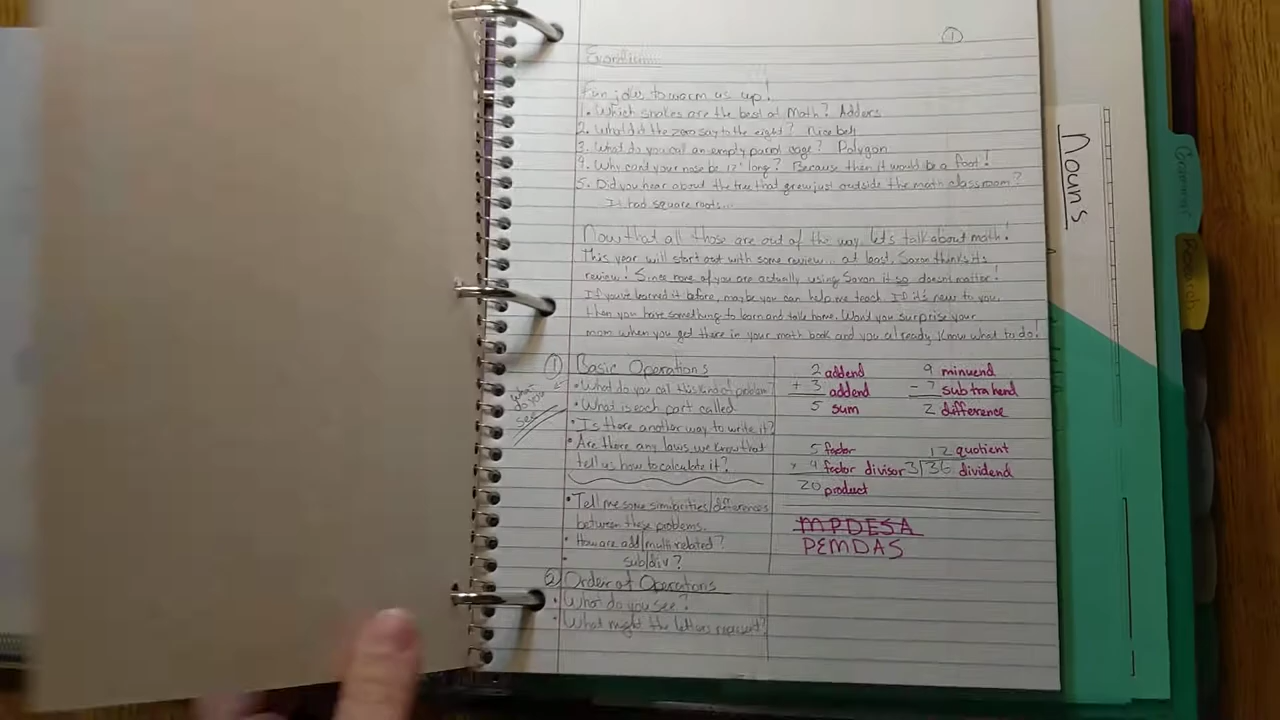 ①
Fun jokes to warm us up!
1. Which snakes are the best at Math? Adders
2. What did the zero say to the eight? Nice belt
3. What do you call an empty parrot cage? Polygon
4. Why can't your nose be 12" long? Because then it would be a foot!
5. Did you hear about the tree that grew just outside the math classroom?
It had square roots...
Now that all those are out of the way, let's talk about math!
This year will start out with some review... at least, Saxon thinks its
review! Since none of you are actually using Saxon it so doesn't matter!
If you've learned it before, maybe you can help me teach. If it's new to you,
then you have something to learn and take home. Won't you surprise your
mom when you get there in your math book and you already know what to do!
① Basic Operations
what do you see?
• What do you call this kind of problem?
• What is each part called
• Is there another way to write it?
• Are there any laws we know that
tell us how to calculate it?
• Tell me some similarities/differences
between these problems.
• How are add/multi related?
sub/div?
2 addend
+ 3 addend
5 sum
9 minuend
- 7 subtrahend
2 difference
5 factor
× 4 factor
20 product
12 quotient
divisor 3⟌36 dividend
MPDESA
PEMDAS
② Order of Operations
• What do you see?
• What might the letters represent?
Nouns
Grammar
Research